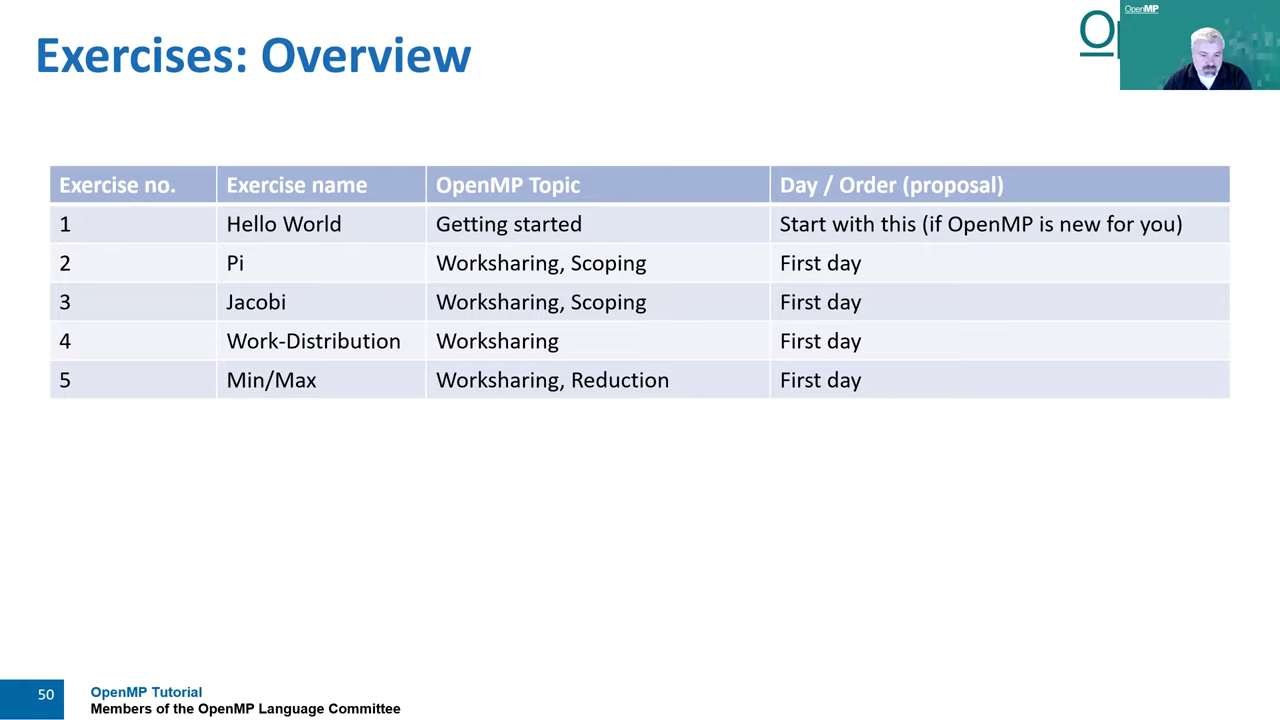 Exercises: Overview
OpenMP
Exercise no. Exercise name OpenMP Topic Day / Order (proposal)
1 Hello World Getting started Start with this (if OpenMP is new for you)
2 Pi Worksharing, Scoping First day
3 Jacobi Worksharing, Scoping First day
4 Work-Distribution Worksharing First day
5 Min/Max Worksharing, Reduction First day
50 OpenMP Tutorial
Members of the OpenMP Language Committee